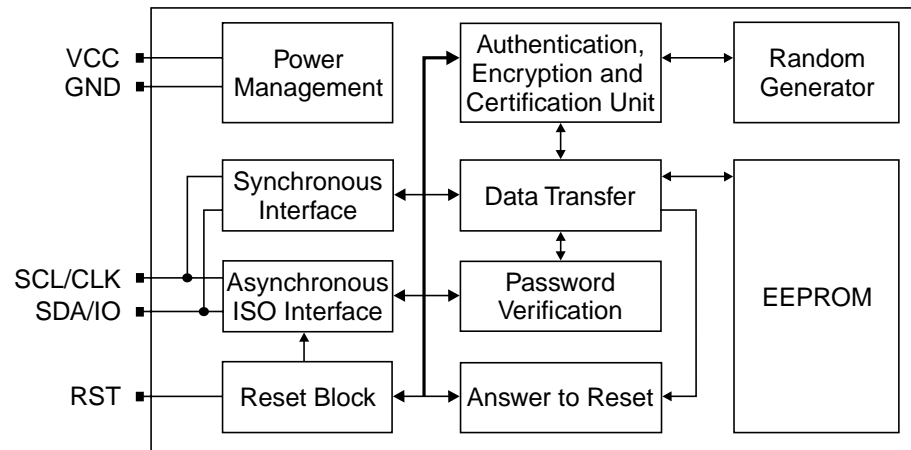 VCC
GND
Power
Management
Authentication,
Encryption and
Certification Unit
Random
Generator
Synchronous
Interface
Data Transfer
SCL/CLK
SDA/IO
Asynchronous
ISO Interface
Password
Verification
EEPROM
RST
Reset Block
Answer to Reset